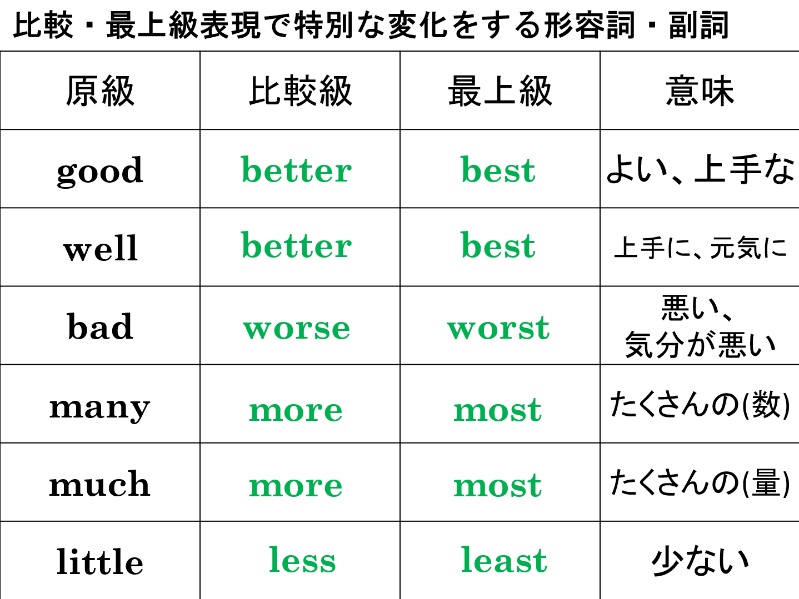 比較・最上級表現で特別な変化をする形容詞・副詞
原級 比較級 最上級 意味
good better best よい、上手な
well better best 上手に、元気に
bad worse worst 悪い、
気分が悪い
many more most たくさんの(数)
much more most たくさんの(量)
little less least 少ない